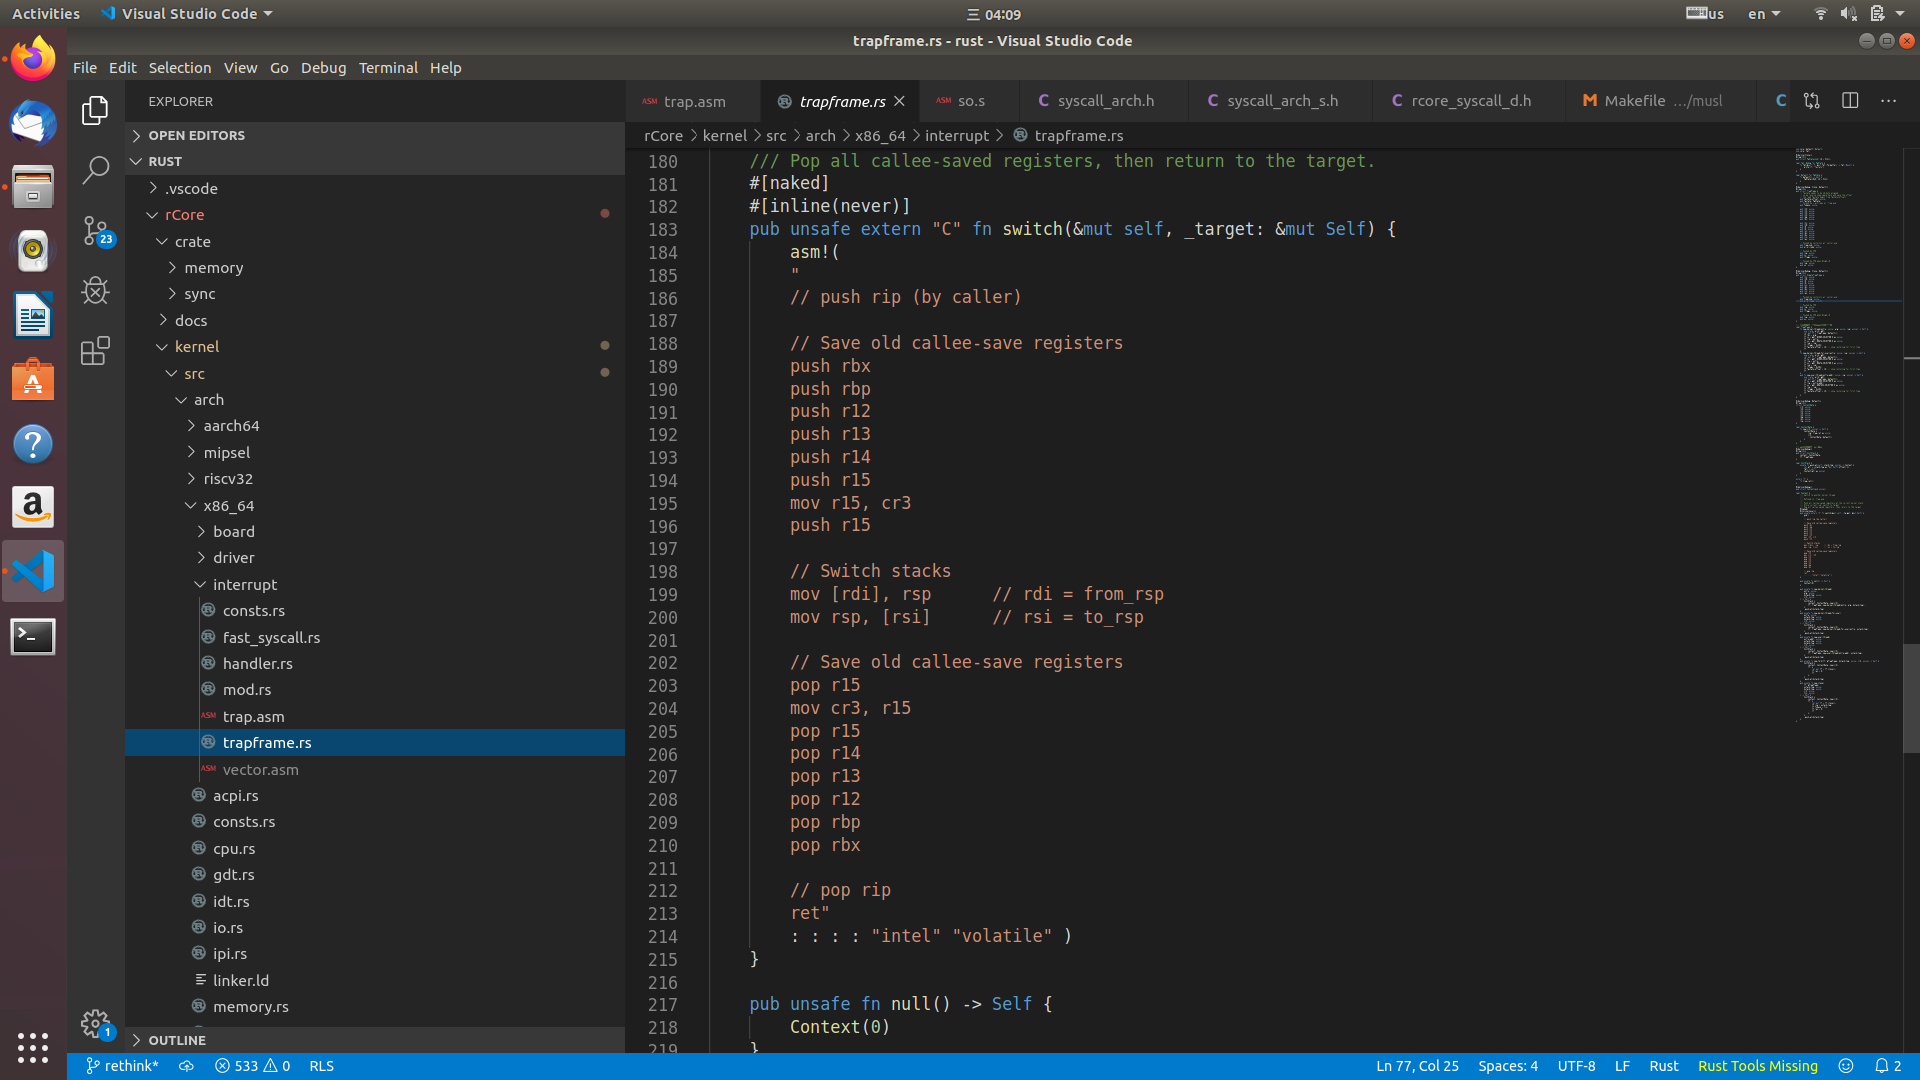 Activities
Visual Studio Code
三 04:09
us
en
trapframe.rs - rust - Visual Studio Code
File Edit Selection View Go Debug Terminal Help
EXPLORER
OPEN EDITORS
RUST
.vscode
rCore
crate
memory
sync
docs
kernel
src
arch
aarch64
mipsel
riscv32
x86_64
board
driver
interrupt
consts.rs
fast_syscall.rs
handler.rs
mod.rs
ASM trap.asm
trapframe.rs
ASM vector.asm
acpi.rs
consts.rs
cpu.rs
gdt.rs
idt.rs
io.rs
ipi.rs
linker.ld
memory.rs
OUTLINE
23
1
ASM trap.asm
trapframe.rs
ASM so.s
C syscall_arch.h
C syscall_arch_s.h
C rcore_syscall_d.h
M Makefile .../musl
C
rCore > kernel > src > arch > x86_64 > interrupt > trapframe.rs
180 /// Pop all callee-saved registers, then return to the target.
181 #[naked]
182 #[inline(never)]
183 pub unsafe extern "C" fn switch(&mut self, _target: &mut Self) {
184 asm!(
185 "
186 // push rip (by caller)
187
188 // Save old callee-save registers
189 push rbx
190 push rbp
191 push r12
192 push r13
193 push r14
194 push r15
195 mov r15, cr3
196 push r15
197
198 // Switch stacks
199 mov [rdi], rsp // rdi = from_rsp
200 mov rsp, [rsi] // rsi = to_rsp
201
202 // Save old callee-save registers
203 pop r15
204 mov cr3, r15
205 pop r15
206 pop r14
207 pop r13
208 pop r12
209 pop rbp
210 pop rbx
211
212 // pop rip
213 ret"
214 : : : : "intel" "volatile" )
215 }
216
217 pub unsafe fn null() -> Self {
218 Context(0)
219 }
rethink*
533
0
RLS
Ln 77, Col 25
Spaces: 4
UTF-8
LF
Rust
Rust Tools Missing
2